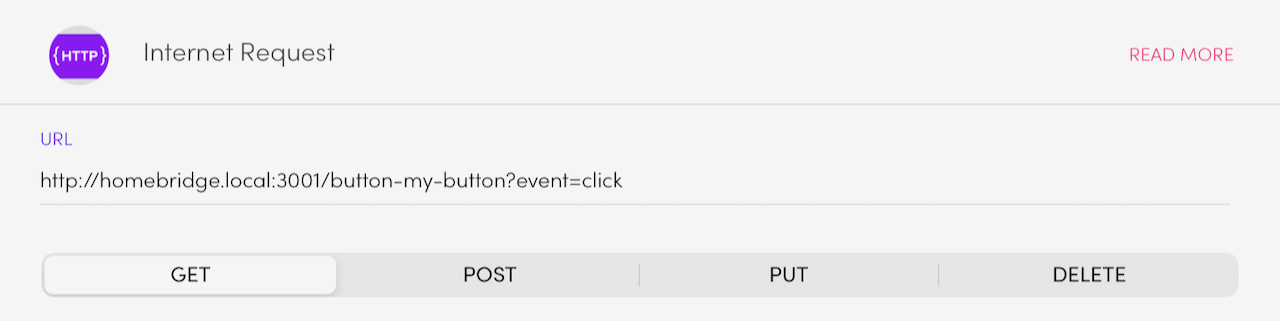 {HTTP} Internet Request READ MORE
URL
http://homebridge.local:3001/button-my-button?event=click
GET POST PUT DELETE